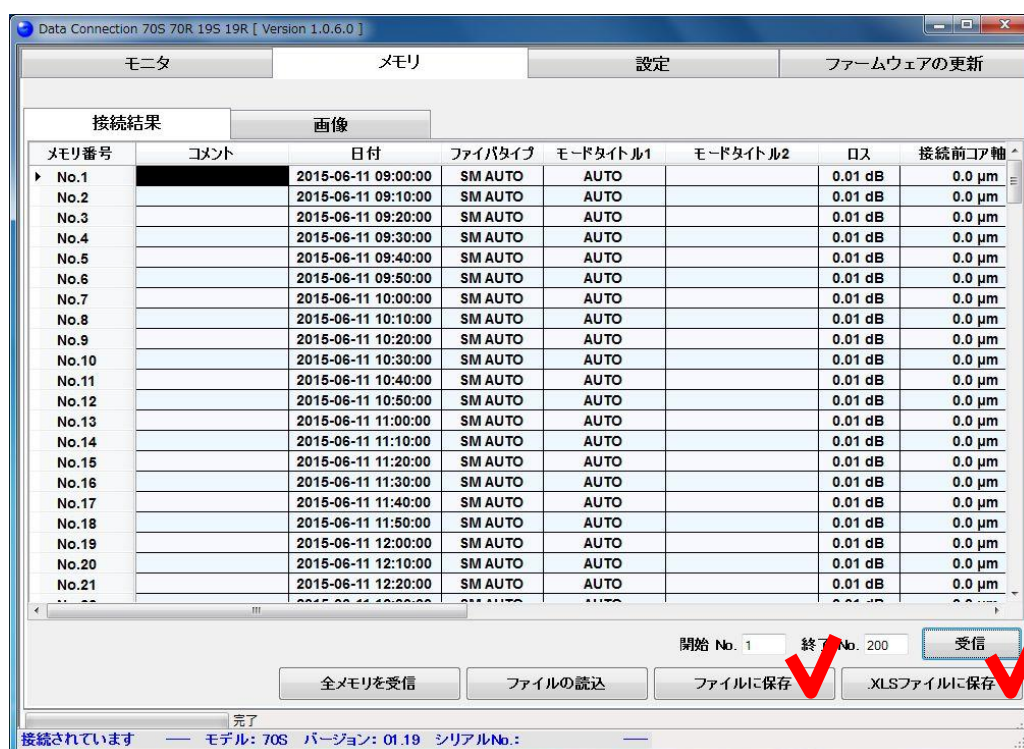 Data Connection 70S 70R 19S 19R [ Version 1.0.6.0 ]
モニタ メモリ 設定 ファームウェアの更新
接続結果 画像
メモリ番号 コメント 日付 ファイバタイプ モードタイトル1 モードタイトル2 ロス 接続前コア軸
No.1 2015-06-11 09:00:00 SM AUTO AUTO 0.01 dB 0.0 µm
No.2 2015-06-11 09:10:00 SM AUTO AUTO 0.01 dB 0.0 µm
No.3 2015-06-11 09:20:00 SM AUTO AUTO 0.01 dB 0.0 µm
No.4 2015-06-11 09:30:00 SM AUTO AUTO 0.01 dB 0.0 µm
No.5 2015-06-11 09:40:00 SM AUTO AUTO 0.01 dB 0.0 µm
No.6 2015-06-11 09:50:00 SM AUTO AUTO 0.01 dB 0.0 µm
No.7 2015-06-11 10:00:00 SM AUTO AUTO 0.01 dB 0.0 µm
No.8 2015-06-11 10:10:00 SM AUTO AUTO 0.01 dB 0.0 µm
No.9 2015-06-11 10:20:00 SM AUTO AUTO 0.01 dB 0.0 µm
No.10 2015-06-11 10:30:00 SM AUTO AUTO 0.01 dB 0.0 µm
No.11 2015-06-11 10:40:00 SM AUTO AUTO 0.01 dB 0.0 µm
No.12 2015-06-11 10:50:00 SM AUTO AUTO 0.01 dB 0.0 µm
No.13 2015-06-11 11:00:00 SM AUTO AUTO 0.01 dB 0.0 µm
No.14 2015-06-11 11:10:00 SM AUTO AUTO 0.01 dB 0.0 µm
No.15 2015-06-11 11:20:00 SM AUTO AUTO 0.01 dB 0.0 µm
No.16 2015-06-11 11:30:00 SM AUTO AUTO 0.01 dB 0.0 µm
No.17 2015-06-11 11:40:00 SM AUTO AUTO 0.01 dB 0.0 µm
No.18 2015-06-11 11:50:00 SM AUTO AUTO 0.01 dB 0.0 µm
No.19 2015-06-11 12:00:00 SM AUTO AUTO 0.01 dB 0.0 µm
No.20 2015-06-11 12:10:00 SM AUTO AUTO 0.01 dB 0.0 µm
No.21 2015-06-11 12:20:00 SM AUTO AUTO 0.01 dB 0.0 µm
開始 No. 1 終了 No. 200 受信
全メモリを受信 ファイルの読込 ファイルに保存 .XLSファイルに保存
完了
接続されています — モデル: 70S バージョン: 01.19 シリアルNo.: —